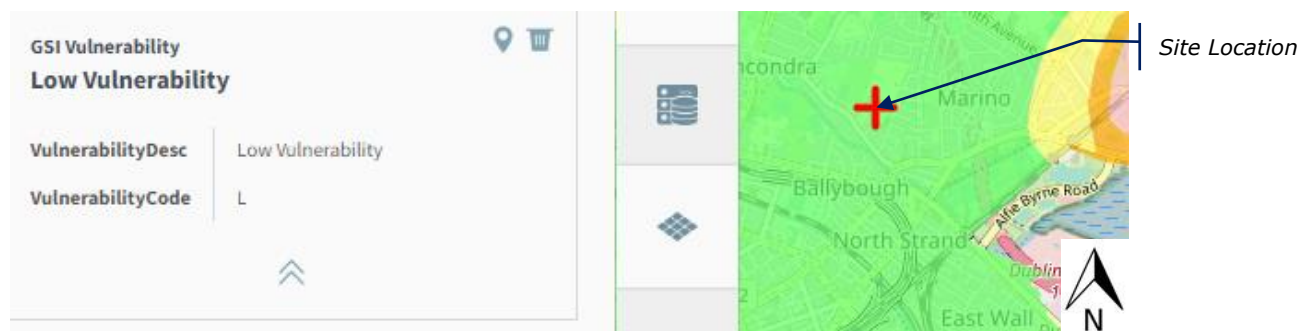 GSI Vulnerability
Low Vulnerability
VulnerabilityDesc Low Vulnerability
VulnerabilityCode L
Site Location
Avenue
Marino
Ballybough
North Strand
Alfie Byrne Road
Dublin
East Wall
N